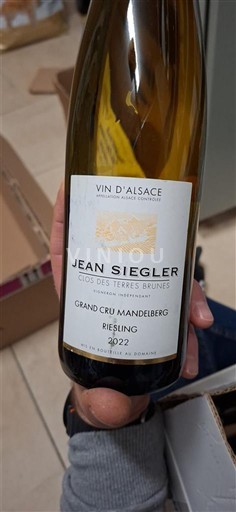 VIN D'ALSACE
APPELLATION ALSACE CONTRÔLÉE
VINIOU
JEAN SIEGLER
CLOS DES TERRES BRUNES
VIGNERON INDÉPENDANT
GRAND CRU MANDELBERG
RIESLING
2022
MIS EN BOUTEILLE AU DOMAINE